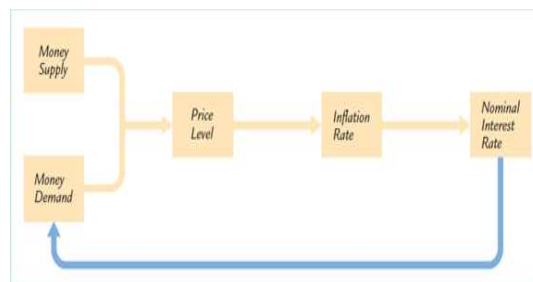 Money
Supply
Price
Level
Inflation
Rate
Nominal
Interest
Rate
Money
Demand